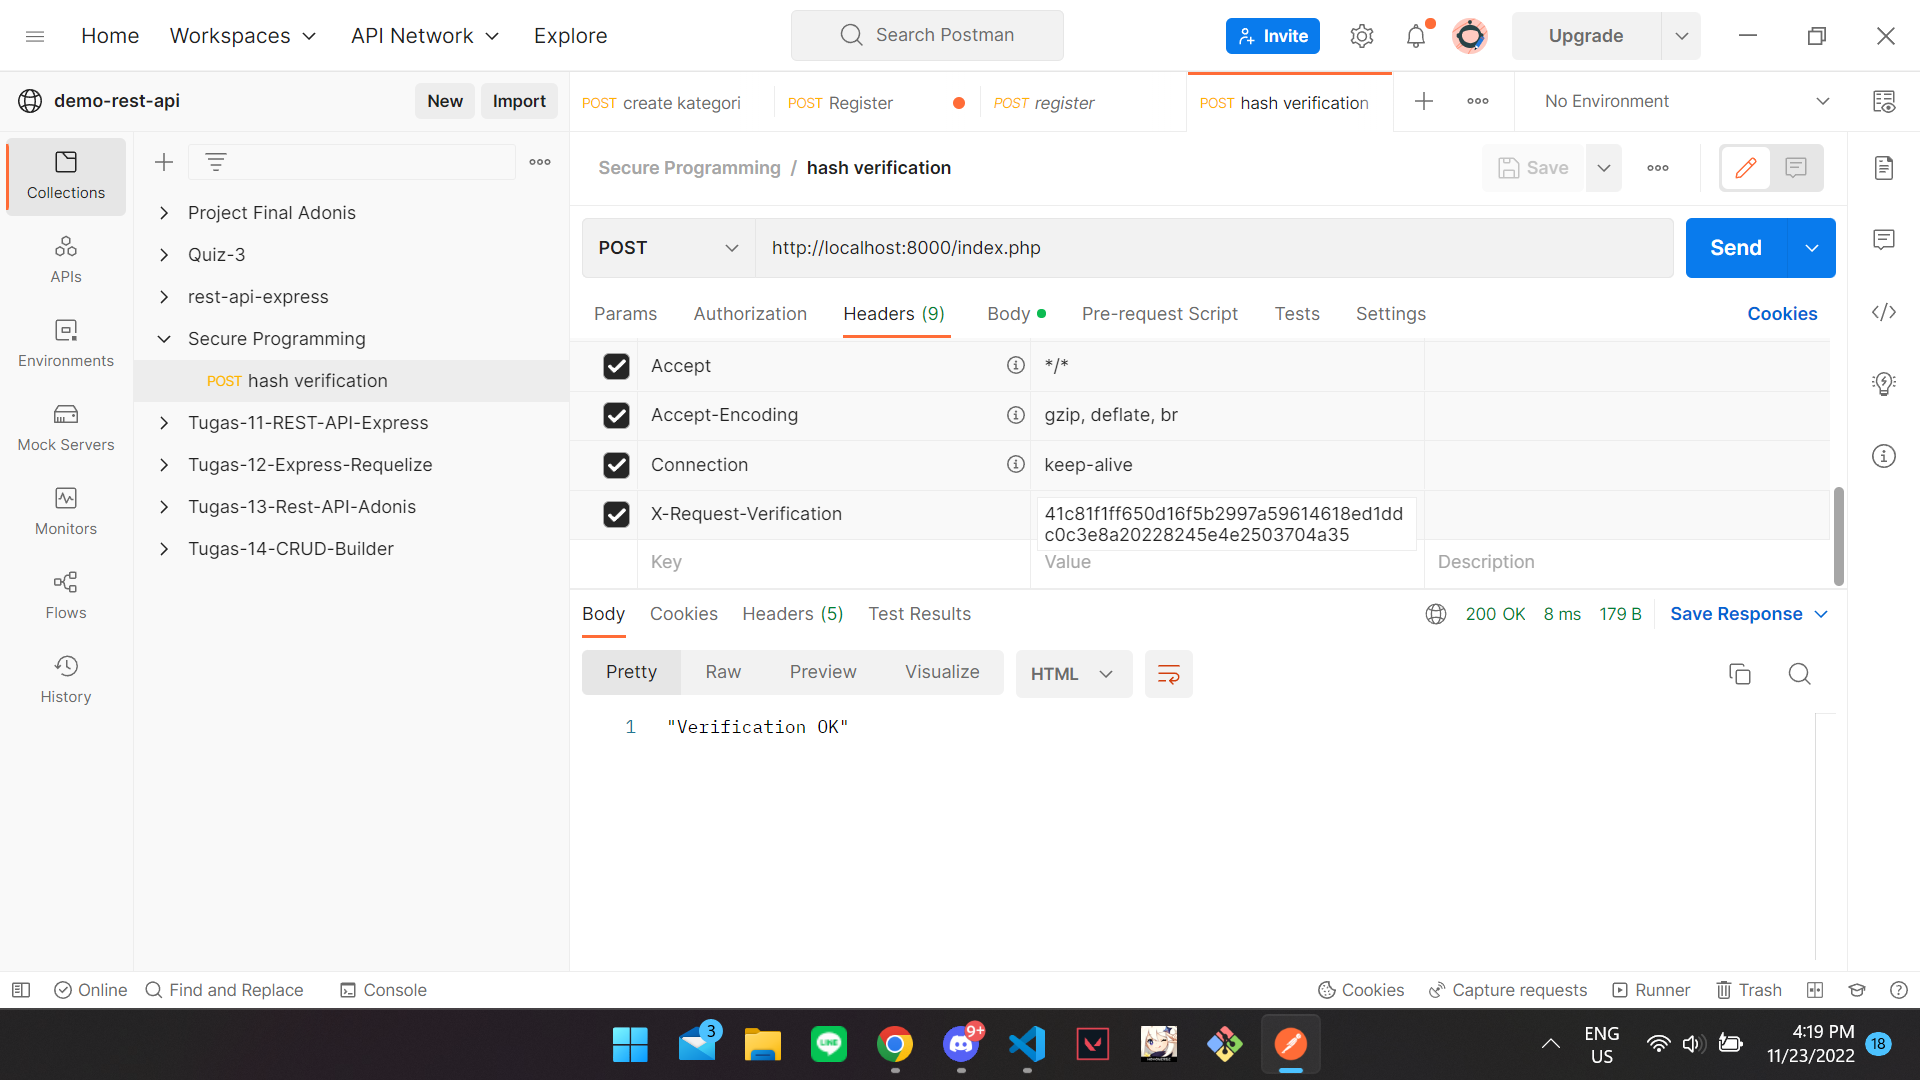 Home
Workspaces
API Network
Explore
Search Postman
Invite
Upgrade
demo-rest-api
New
Import
POST create kategori
POST Register
POST register
POST hash verification
No Environment
Collections
APIs
Environments
Mock Servers
Monitors
Flows
History
Project Final Adonis
Quiz-3
rest-api-express
Secure Programming
POST hash verification
Tugas-11-REST-API-Express
Tugas-12-Express-Requelize
Tugas-13-Rest-API-Adonis
Tugas-14-CRUD-Builder
Secure Programming / hash verification
Save
POST
http://localhost:8000/index.php
Send
Params
Authorization
Headers (9)
Body
Pre-request Script
Tests
Settings
Cookies
Accept
*/*
Accept-Encoding
gzip, deflate, br
Connection
keep-alive
X-Request-Verification
41c81f1ff650d16f5b2997a59614618ed1dd
c0c3e8a20228245e4e2503704a35
Key
Value
Description
Body
Cookies
Headers (5)
Test Results
200 OK
8 ms
179 B
Save Response
Pretty
Raw
Preview
Visualize
HTML
1
"Verification OK"
Online
Find and Replace
Console
Cookies
Capture requests
Runner
Trash
3
LINE
9+
ENG
US
4:19 PM
11/23/2022
18